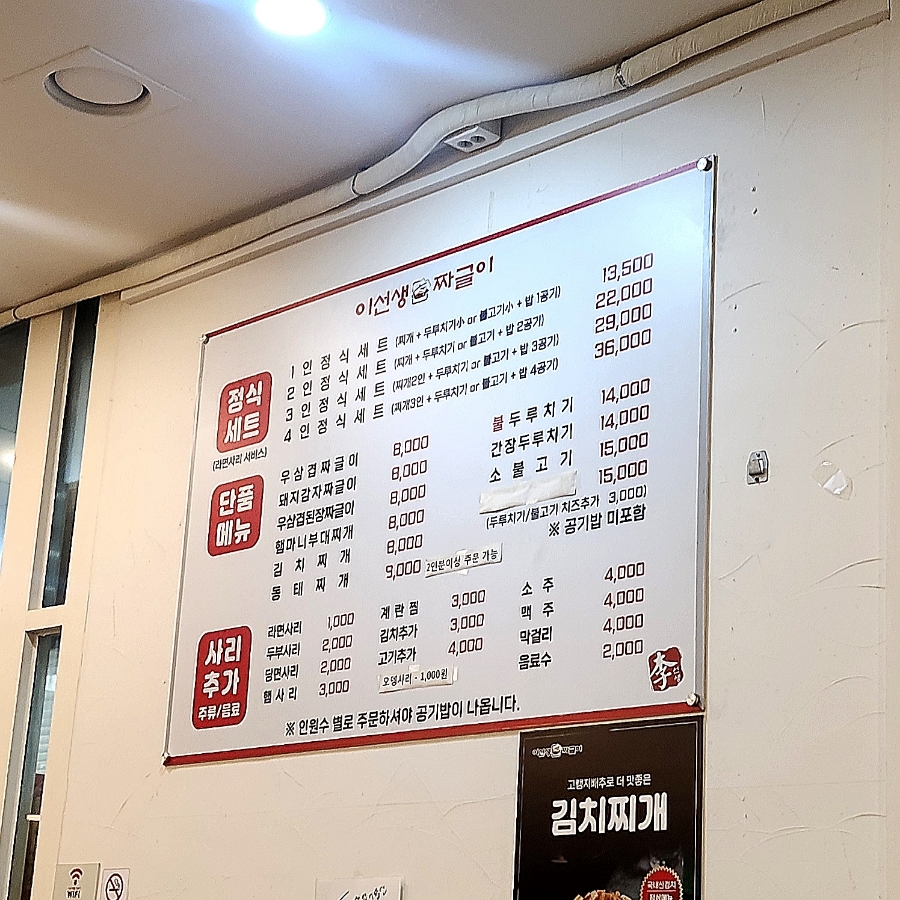 이선생 짜글이
정식
세트
(라면사리 서비스)
1인정식세트 (찌개 + 두루치기小 or 불고기小 + 밥 1공기) 13,500
2인정식세트 (찌개 + 두루치기 or 불고기 + 밥 2공기) 22,000
3인정식세트 (찌개2인 + 두루치기 or 불고기 + 밥 3공기) 29,000
4인정식세트 (찌개3인 + 두루치기 or 불고기 + 밥 4공기) 36,000
단품
메뉴
우삼겹짜글이 8,000
돼지감자짜글이 8,000
우삼겹된장짜글이 8,000
햄마니부대찌개 8,000
김치찌개 8,000
동태찌개 9,000 2인분이상 주문 가능
불두루치기 14,000
간장두루치기 14,000
소불고기 15,000
15,000
(두루치기/불고기 치즈추가 3,000)
※ 공기밥 미포함
사리
추가
주류/음료
라면사리 1,000
두부사리 2,000
당면사리 2,000
햄사리 3,000
계란찜 3,000
김치추가 3,000
고기추가 4,000
오뎅사리 - 1,000원
소주 4,000
맥주 4,000
막걸리 4,000
음료수 2,000
※ 인원수 별로 주문하셔야 공기밥이 나옵니다.
李
이선생 짜글이
고랭지배추로 더 맛좋은
김치찌개
국내산김치
WiFi